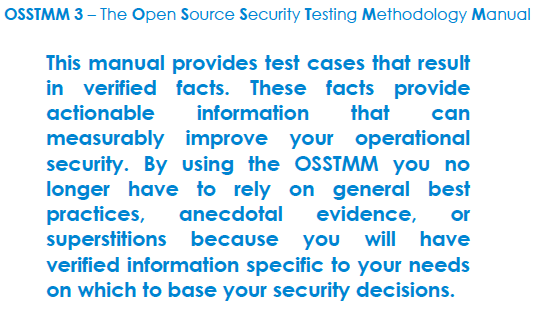 OSSTMM 3 – The Open Source Security Testing Methodology Manual
This manual provides test cases that result
in verified facts. These facts provide
actionable information that can
measurably improve your operational
security. By using the OSSTMM you no
longer have to rely on general best
practices, anecdotal evidence, or
superstitions because you will have
verified information specific to your needs
on which to base your security decisions.